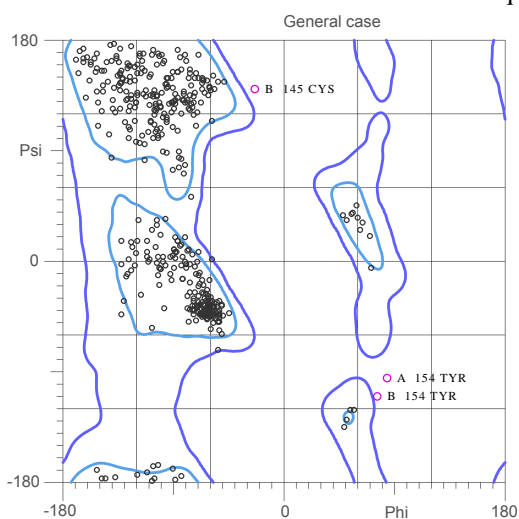 General case
180
B 145 CYS
Psi
0
A 154 TYR
B 154 TYR
-180
-180 0 Phi 180